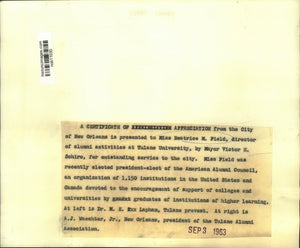 A CERTIFICATE OF APPRECIATION from the City
of New Orleans is presented to Miss Beatrice M. Field, director
of alumni activities at Tulane University, by Mayor Victor H.
Schiro, for outstanding service to the city. Miss Field was
recently elected president-elect of the American Alumni Council,
an organization of 1,150 institutions in the United States and
Canada devoted to the encouragement of support of colleges and
universities by graduates of institutions of higher learning.
At left is Dr. M. E. Lapham, Tulane provost. At right is
A.J. Waechter, Jr., New Orleans, president of the Tulane Alumni
Association.
SEP 3 1963